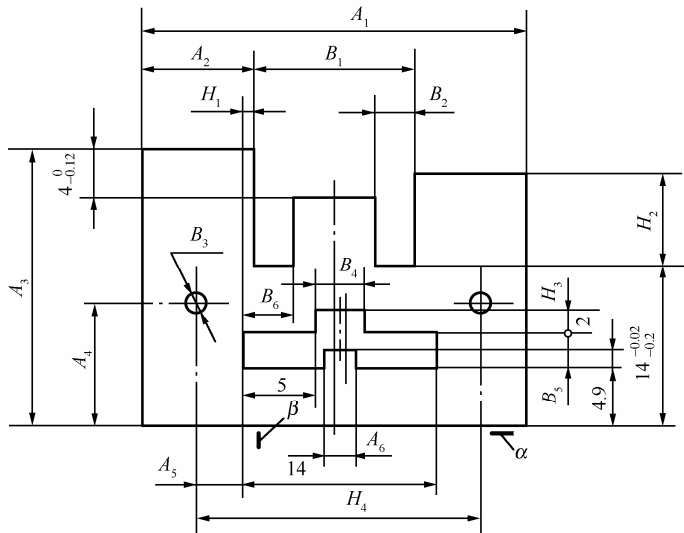 A₁
A₂
B₁
H₁
B₂
4 0 -0.12
H₂
B₃
A₃
B₄
H₃
B₆
2
A₄
14 -0.02 -0.2
B₅
4.9
5
β
α
A₅
14
A₆
H₄